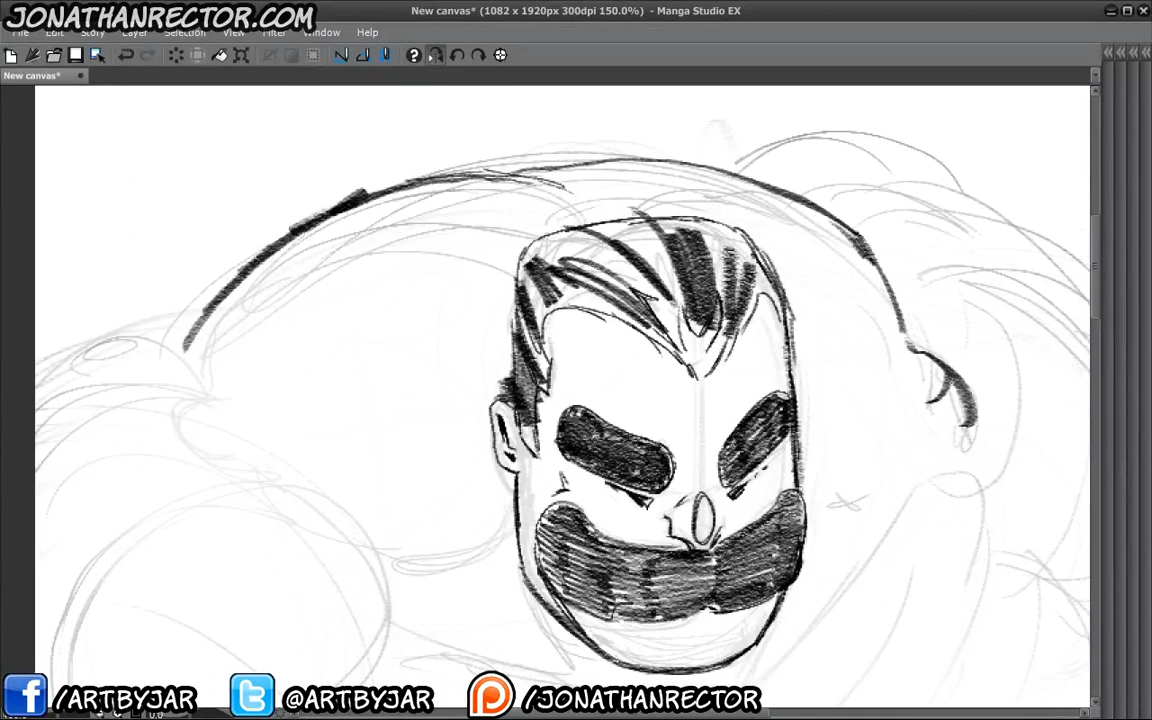 JONATHANRECTOR.COM
New canvas* (1082 x 1920px 300dpi 150.0%) - Manga Studio EX
File Edit Story Layer Selection View Filter Window Help
New canvas*
/ARTBYJAR @ARTBYJAR /JONATHANRECTOR